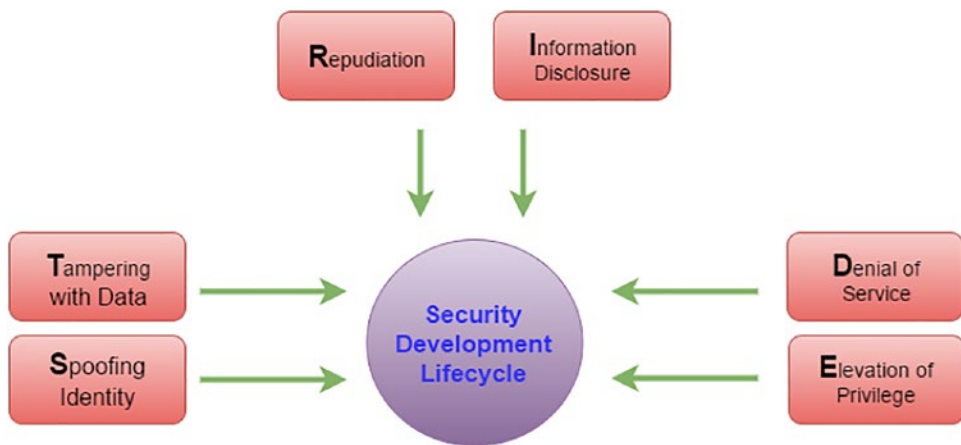 Repudiation
Information
Disclosure
Tampering
with Data
Denial of
Service
Security
Development
Lifecycle
Spoofing
Identity
Elevation of
Privilege